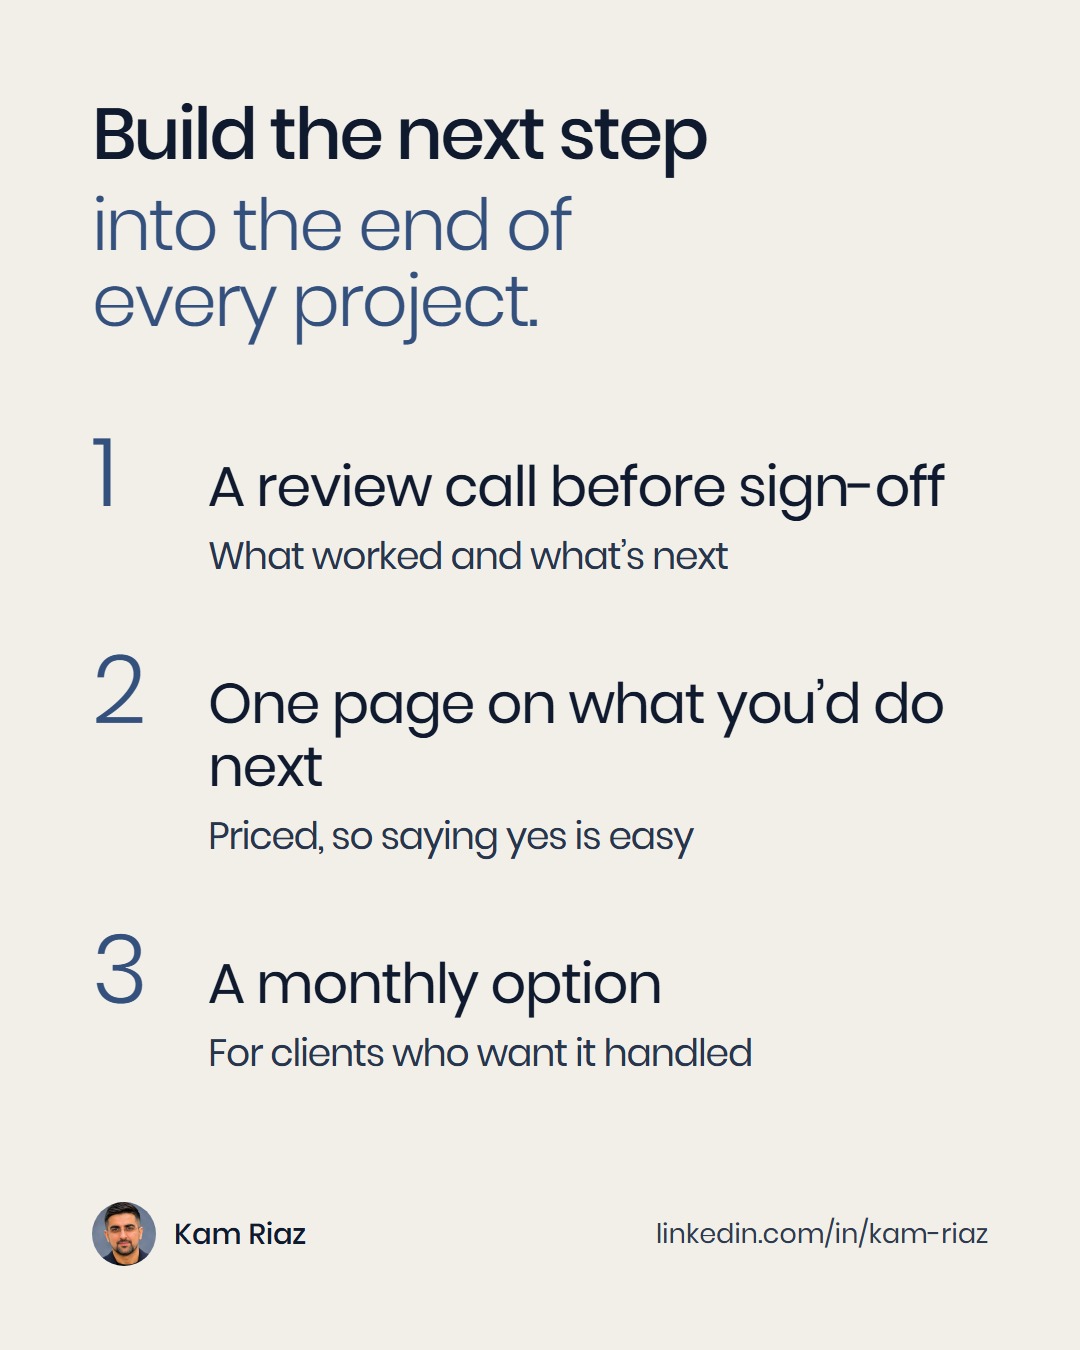 Build the next step
into the end of
every project.
1
A review call before sign-off
What worked and what’s next
2
One page on what you’d do
next
Priced, so saying yes is easy
3
A monthly option
For clients who want it handled
Kam Riaz
linkedin.com/in/kam-riaz